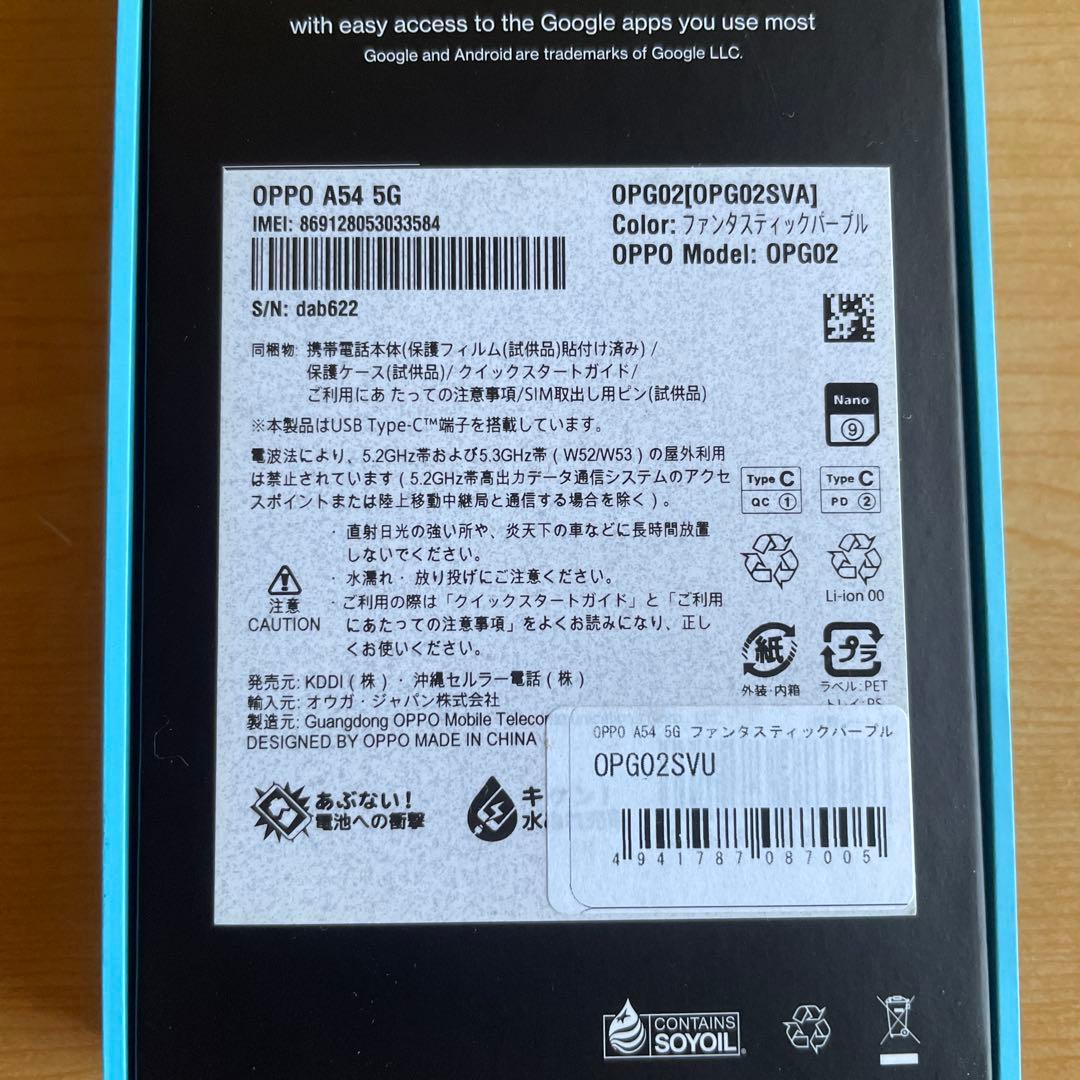 with easy access to the Google apps you use most
Google and Android are trademarks of Google LLC.
OPPO A54 5G
IMEI: 869128053033584
S/N: dab622
OPG02[OPG02SVA]
Color: ファンタスティックパープル
OPPO Model: OPG02
同梱物: 携帯電話本体(保護フィルム(試供品)貼付け済み) /
保護ケース(試供品)/ クイックスタートガイド/
ご利用にあ たっての注意事項/SIM取出し用ピン(試供品)
※本製品はUSB Type-C™端子を搭載しています。
電波法により、5.2GHz帯および5.3GHz帯（W52/W53）の屋外利用
は禁止されています（5.2GHz帯高出力データ通信システムのアクセ
スポイントまたは陸上移動中継局と通信する場合を除く）。
Nano
⑨
Type C
QC ①
Type C
PD ②
・直射日光の強い所や、炎天下の車などに長時間放置
しないでください。
・水濡れ・放り投げにご注意ください。
・ご利用の際は「クイックスタートガイド」と「ご利用
にあたっての注意事項」をよくお読みになり、正し
くお使いください。
注意
CAUTION
Li-ion 00
紙
外装・内箱
プラ
ラベル:PET
トレイ:PS
発売元: KDDI（株）・沖縄セルラー電話（株）
輸入元: オウガ・ジャパン株式会社
製造元: Guangdong OPPO Mobile Telecor
DESIGNED BY OPPO MADE IN CHINA
あぶない！
電池への衝撃
キ
水
OPPO A54 5G ファンタスティックパープル
OPG02SVU
4941787087005
CONTAINS
SOYOIL